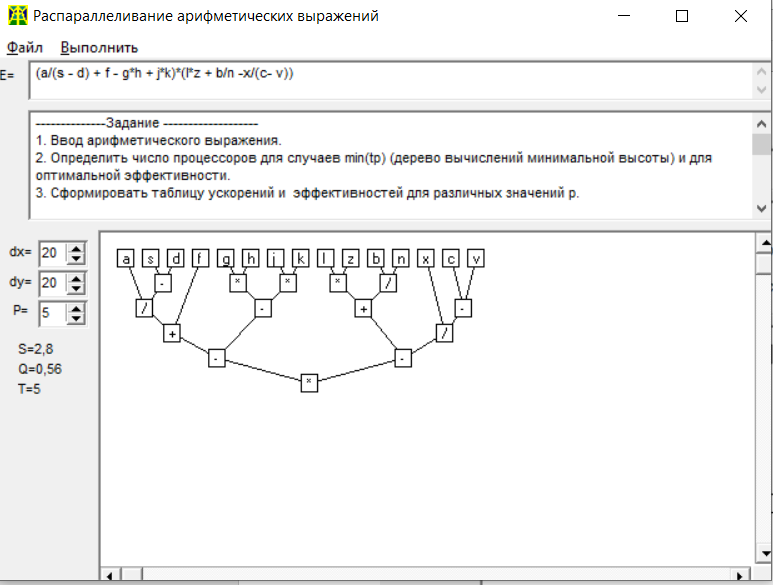 Распараллеливание арифметических выражений
Файл Выполнить
E= (a/(s - d) + f - g*h + j*k)*(l*z + b/n -x/(c- v))
--------------Задание -------------------
1. Ввод арифметического выражения.
2. Определить число процессоров для случаев min(tp) (дерево вычислений минимальной высоты) и для
оптимальной эффективности.
3. Сформировать таблицу ускорений и эффективностей для различных значений p.
dx= 20
dy= 20
P= 5
S=2,8
Q=0,56
T=5
a s d f g h j k l z b n x c v
- * * * /
/ - + -
+ /
- -
*